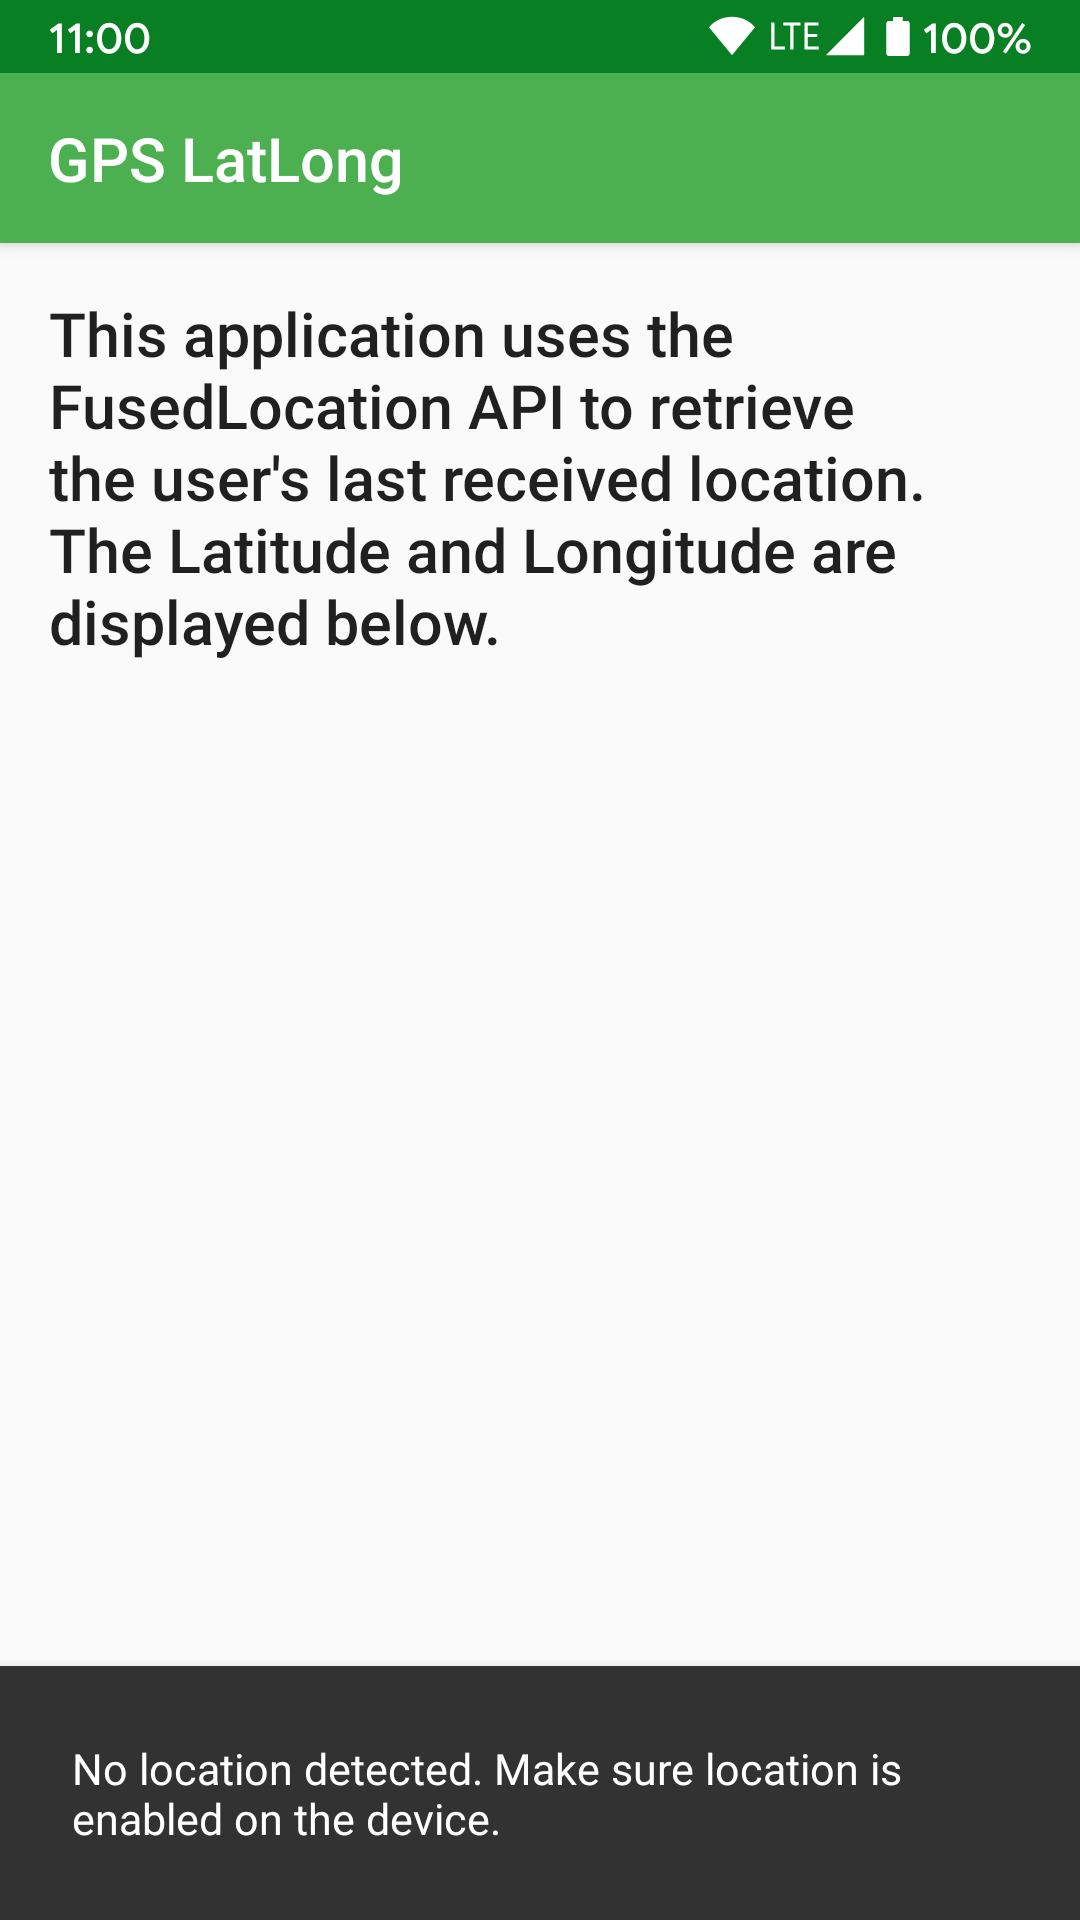 11:00 LTE 100%
GPS LatLong
This application uses the
FusedLocation API to retrieve
the user's last received location.
The Latitude and Longitude are
displayed below.
No location detected. Make sure location is
enabled on the device.